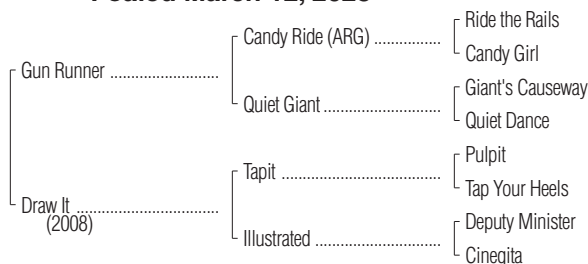 Foaled March 12,
Ride the Rails
Candy Ride (ARG) ..................
Candy Girl
Gun Runner .............................
Giant's Causeway
Quiet Giant ...............................
Quiet Dance
Pulpit
Tapit ..........................................
Tap Your Heels
Draw It ......................................
(2008)
Deputy Minister
Illustrated .................................
Cinegita